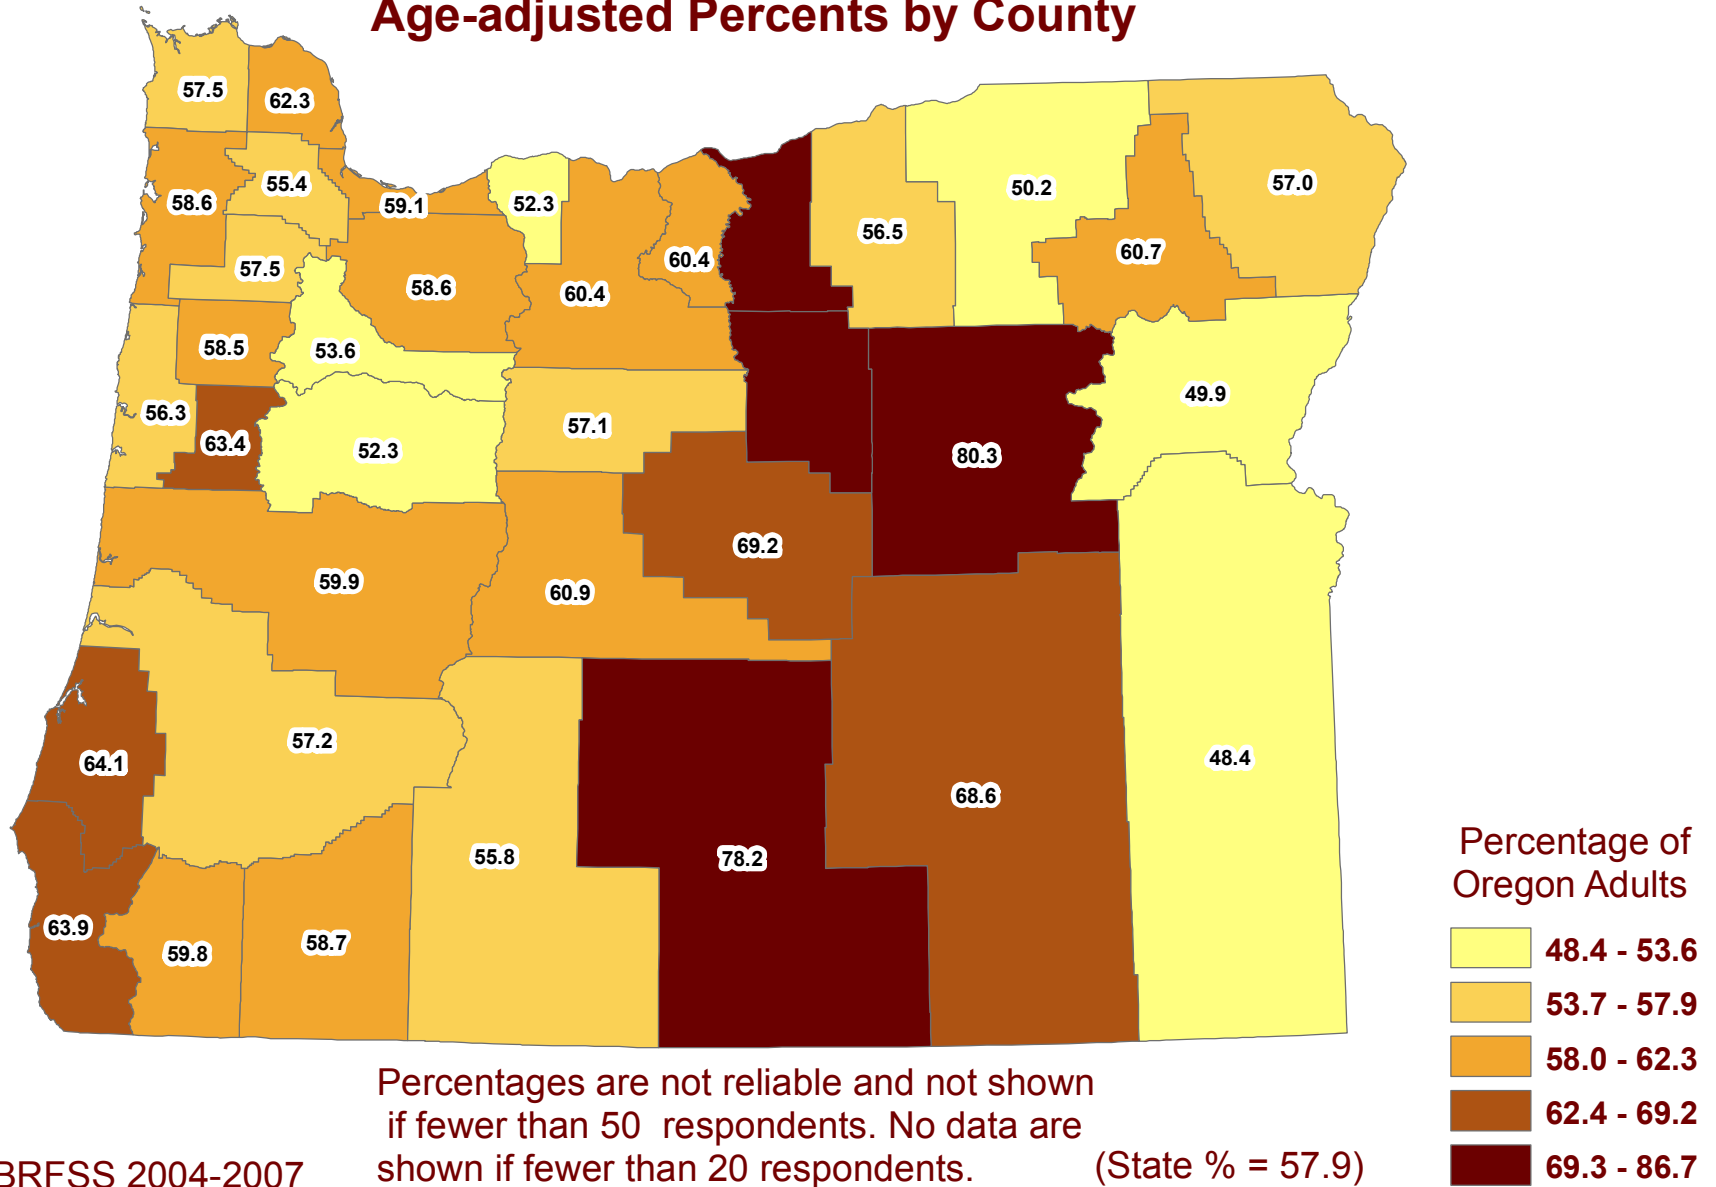 Age-adjusted Percents by County
57.5
62.3
58.6
55.4
59.1
52.3
56.5
50.2
60.7
57.0
57.5
58.6
60.4
60.4
58.5
53.6
49.9
56.3
63.4
52.3
57.1
80.3
69.2
59.9
60.9
64.1
57.2
48.4
68.6
55.8
78.2
63.9
59.8
58.7
Percentage of
Oregon Adults
48.4 - 53.6
53.7 - 57.9
58.0 - 62.3
62.4 - 69.2
69.3 - 86.7
Percentages are not reliable and not shown
if fewer than 50 respondents. No data are
shown if fewer than 20 respondents.
(State % = 57.9)
BRFSS 2004-2007